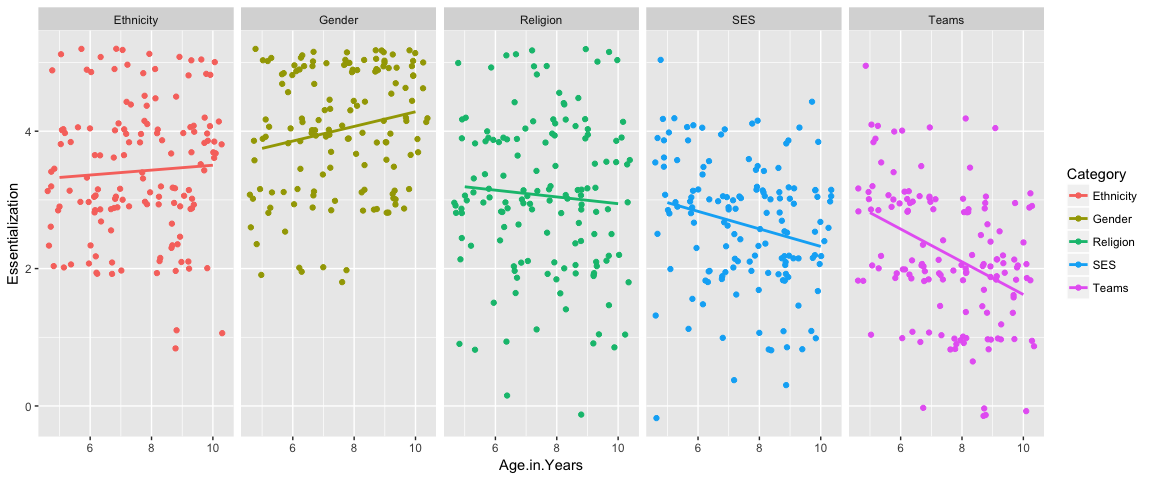 Ethnicity Gender Religion SES Teams
Essentialization
4
2
0
6 8 10 6 8 10 6 8 10 6 8 10 6 8 10
Age.in.Years
Category
Ethnicity
Gender
Religion
SES
Teams